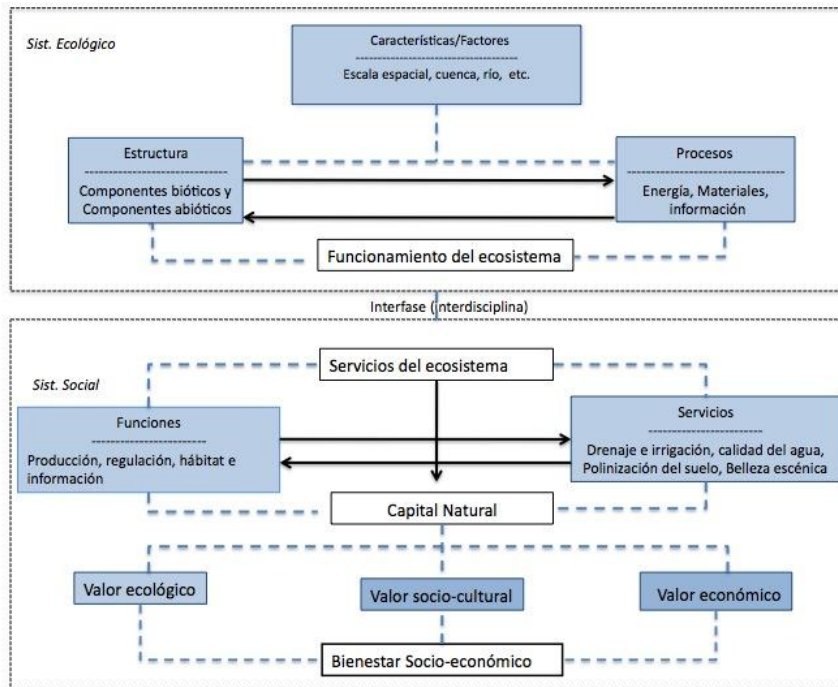 Sist. Ecológico
Características/Factores
Escala espacial, cuenca, río, etc.
Estructura
Componentes bióticos y
Componentes abióticos
Procesos
Energía, Materiales,
información
Funcionamiento del ecosistema
Interfase (interdisciplina)
Servicios del ecosistema
Sist. Social
Funciones
Producción, regulación, hábitat e
información
Servicios
Drenaje e irrigación, calidad del agua,
Polinización del suelo, Belleza escénica
Capital Natural
Valor ecológico
Valor socio-cultural
Valor económico
Bienestar Socio-económico